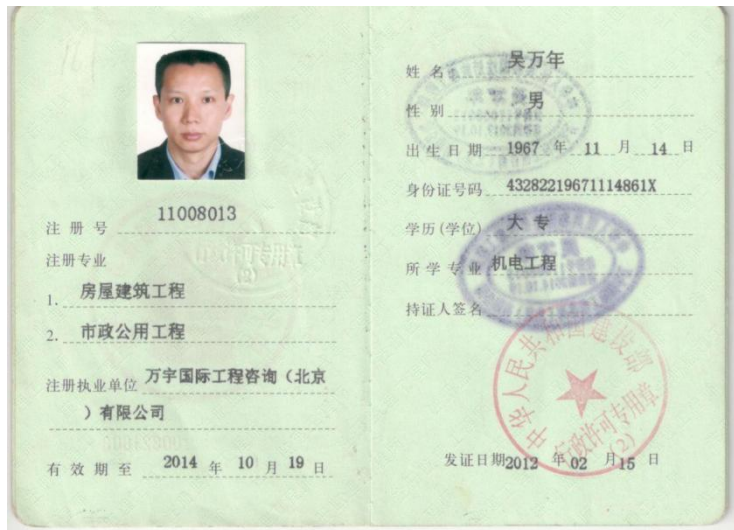 注 册 号 11008013
注册专业
1. 房屋建筑工程
2. 市政公用工程
注册执业单位 万宇国际工程咨询（北京
）有限公司
有 效 期 至 2014 年 10 月 19 日
姓 名 吴万年
性 别 男
出 生 日 期 1967 年 11 月 14 日
身份证号码 43282219671114861X
学历(学位) 大 专
所 学 专 业 机电工程
持证人签名
中华人民共和国建设部
行政许可专用章
(2)
发证日期2012 年 02 月15 日